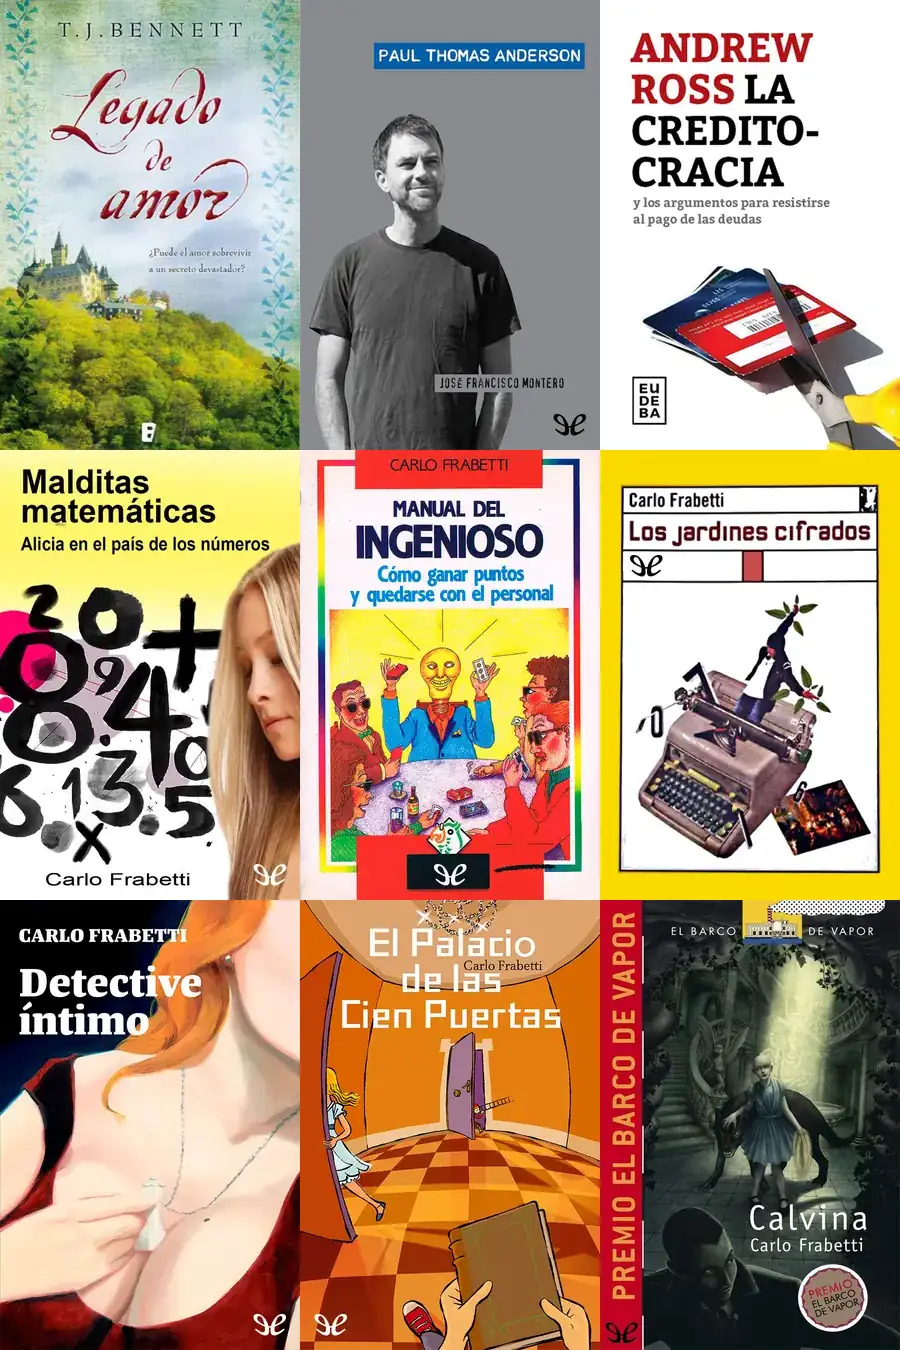 T.J.BENNETT
Legado
de
amor
¿Puede el amor sobrevivir
a un secreto devastador?
B
PAUL THOMAS ANDERSON
JOSÉ FRANCISCO MONTERO
ANDREW
ROSS LA
CREDITO-
CRACIA
y los argumentos para resistirse
al pago de las deudas
EU
DE
BA
Malditas
matemáticas
Alicia en el país de los números
Carlo Frabetti
CARLO FRABETTI
MANUAL DEL
INGENIOSO
Cómo ganar puntos
y quedarse con el personal
Carlo Frabetti
Los jardines cifrados
CARLO FRABETTI
Detective
íntimo
El Palacio
Carlo Frabetti
de las
Cien Puertas
PREMIO EL BARCO DE VAPOR
EL BARCO DE VAPOR
Calvina
Carlo Frabetti
PREMIO
EL BARCO
DE VAPOR